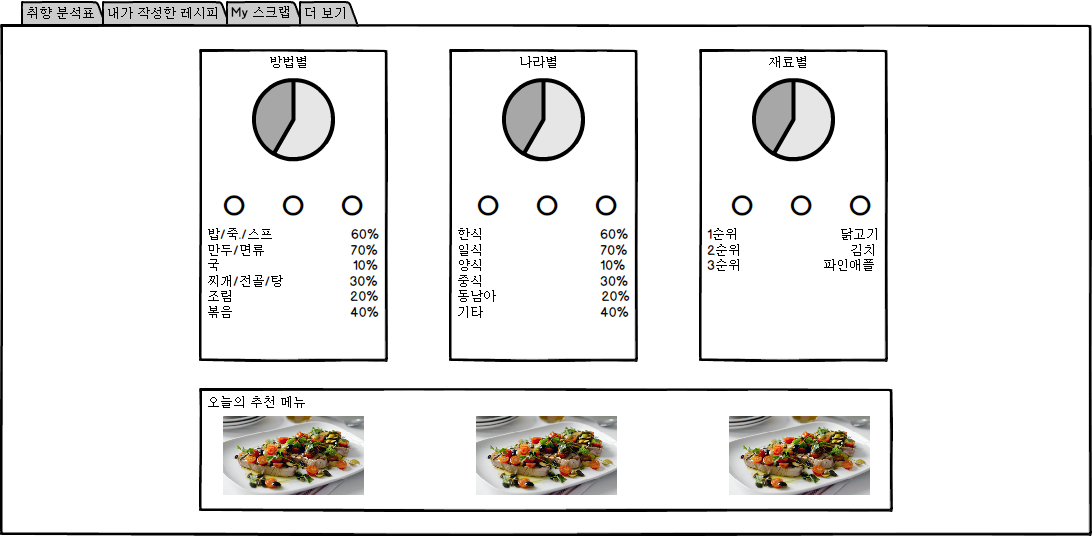 취향 분석표 내가 작성한 레시피 My 스크랩 더 보기
방법별
밥/죽./스프 60%
만두/면류 70%
국 10%
찌개/전골/탕 30%
조림 20%
볶음 40%
나라별
한식 60%
일식 70%
양식 10%
중식 30%
동남아 20%
기타 40%
재료별
1순위 닭고기
2순위 김치
3순위 파인애플
오늘의 추천 메뉴